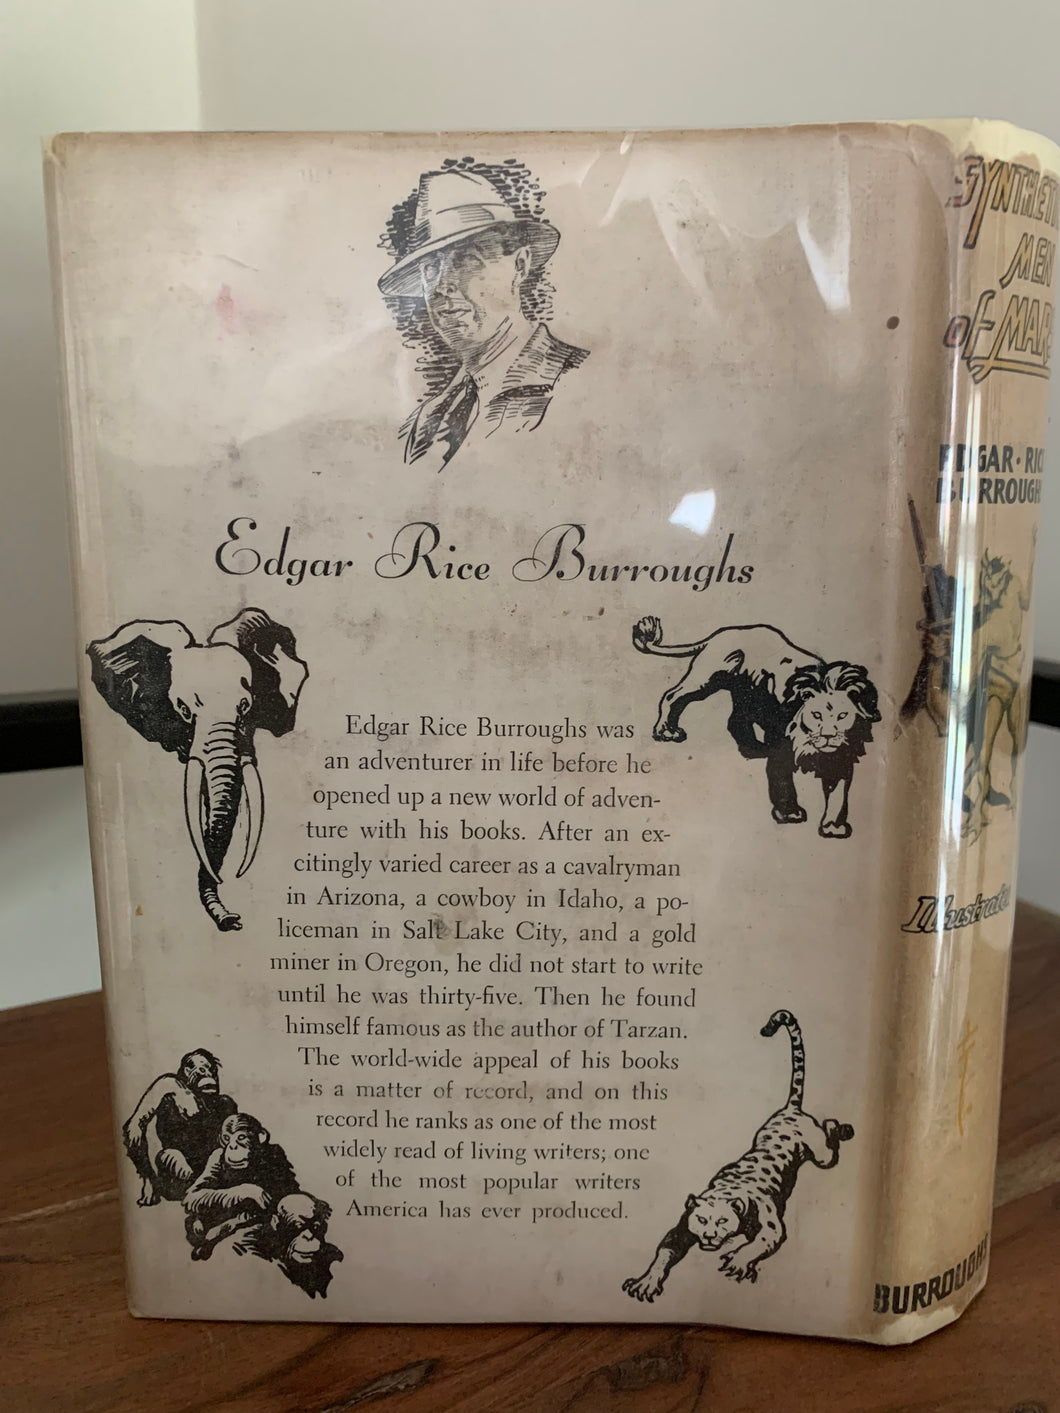 Edgar Rice Burroughs
Edgar Rice Burroughs was
an adventurer in life before he
opened up a new world of adven-
ture with his books. After an ex-
citingly varied career as a cavalryman
in Arizona, a cowboy in Idaho, a po-
liceman in Salt Lake City, and a gold
miner in Oregon, he did not start to write
until he was thirty-five. Then he found
himself famous as the author of Tarzan.
The world-wide appeal of his books
is a matter of record, and on this
record he ranks as one of the most
widely read of living writers; one
of the most popular writers
America has ever produced.
SYNTHETI
MEN
of MARS
EDGAR·RICE
BURROUGH
Illustrated
BURROUGHS